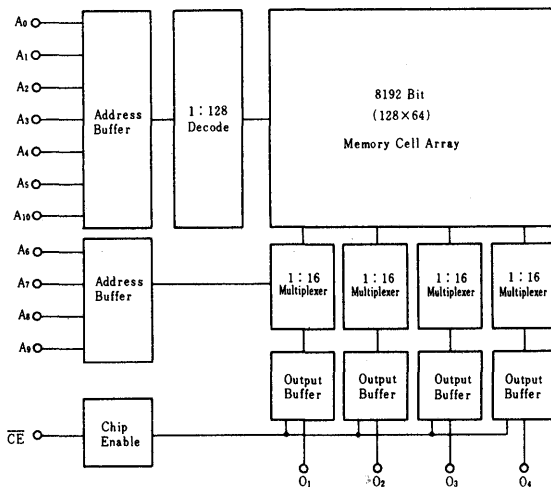 A0
A1
A2
A3
A4
A5
A10
Address
Buffer
1 : 128
Decode
8192 Bit
(128×64)
Memory Cell Array
A6
A7
A8
A9
Address
Buffer
1 : 16
Multiplexer
1 : 16
Multiplexer
1 : 16
Multiplexer
1 : 16
Multiplexer
Output
Buffer
Output
Buffer
Output
Buffer
Output
Buffer
C̅E̅
Chip
Enable
O1
O2
O3
O4